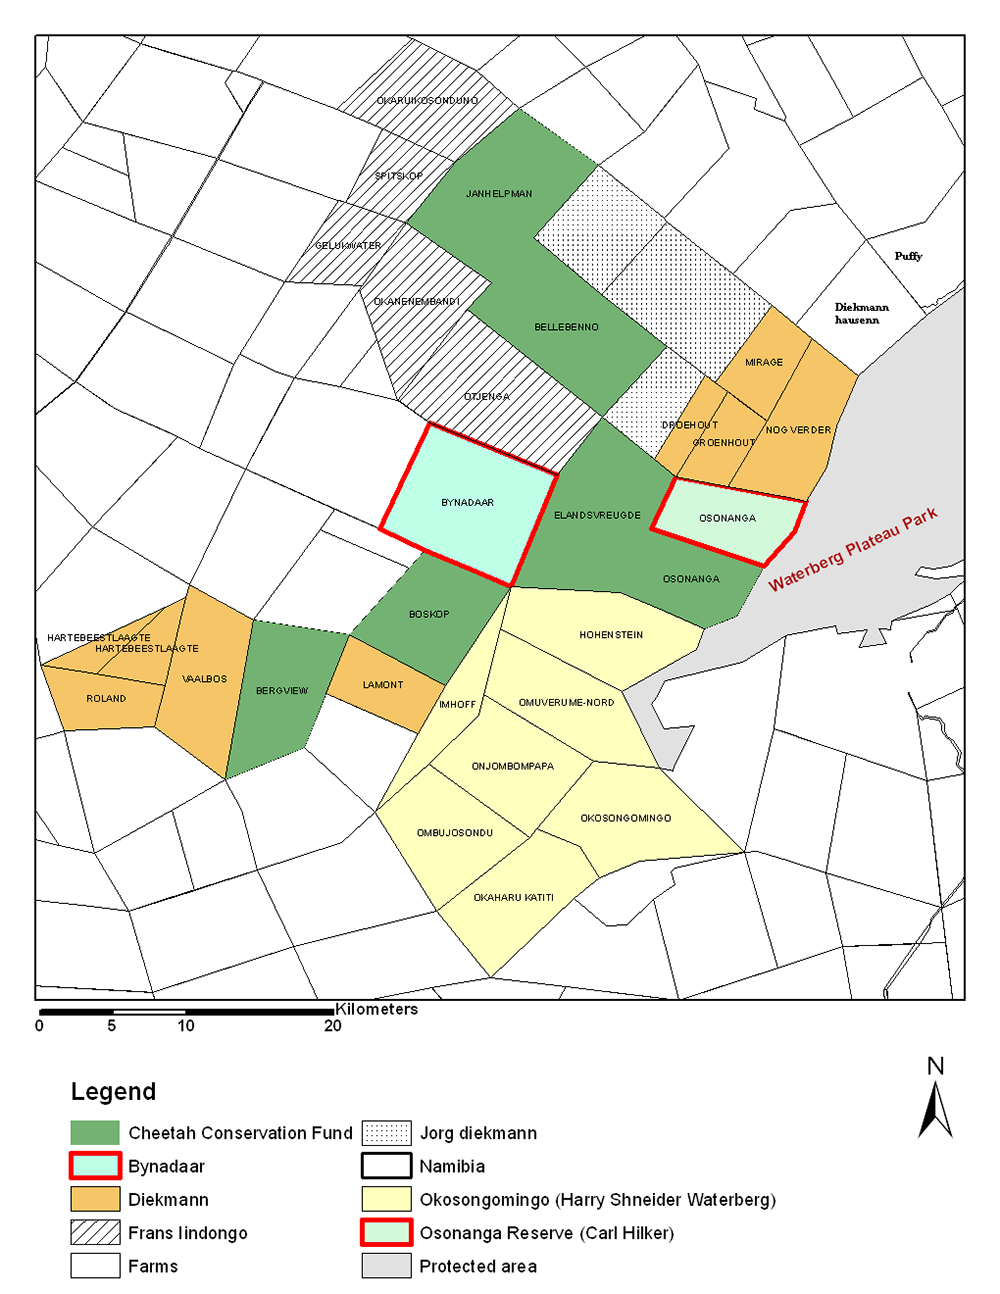 OKARUIKOSONDUNO
SPITSKOP
JANHELPMAN
GELUKWATER
Puffy
OKANENEMBANDI
Diekmann
hausenn
BELLEBENNO
MIRAGE
OTJENGA
DROEHOUT
GROENHOUT
NOG VERDER
BYNADAAR
ELANDSVREUGDE
OSONANGA
Waterberg Plateau Park
OSONANGA
BOSKOP
HOHENSTEIN
HARTEBEESTLAAGTE
HARTEBEESTLAAGTE
VAALBOS
BERGVIEW
LAMONT
ROLAND
IMHOFF
OMUVERUME-NORD
ONJOMBOMPAPA
OKOSONGOMINGO
OMBUJOSONDU
OKAHARU KATITI
Kilometers
0 5 10 20
N
Legend
Cheetah Conservation Fund
Bynadaar
Diekmann
Frans Iindongo
Farms
Jorg diekmann
Namibia
Okosongomingo (Harry Shneider Waterberg)
Osonanga Reserve (Carl Hilker)
Protected area